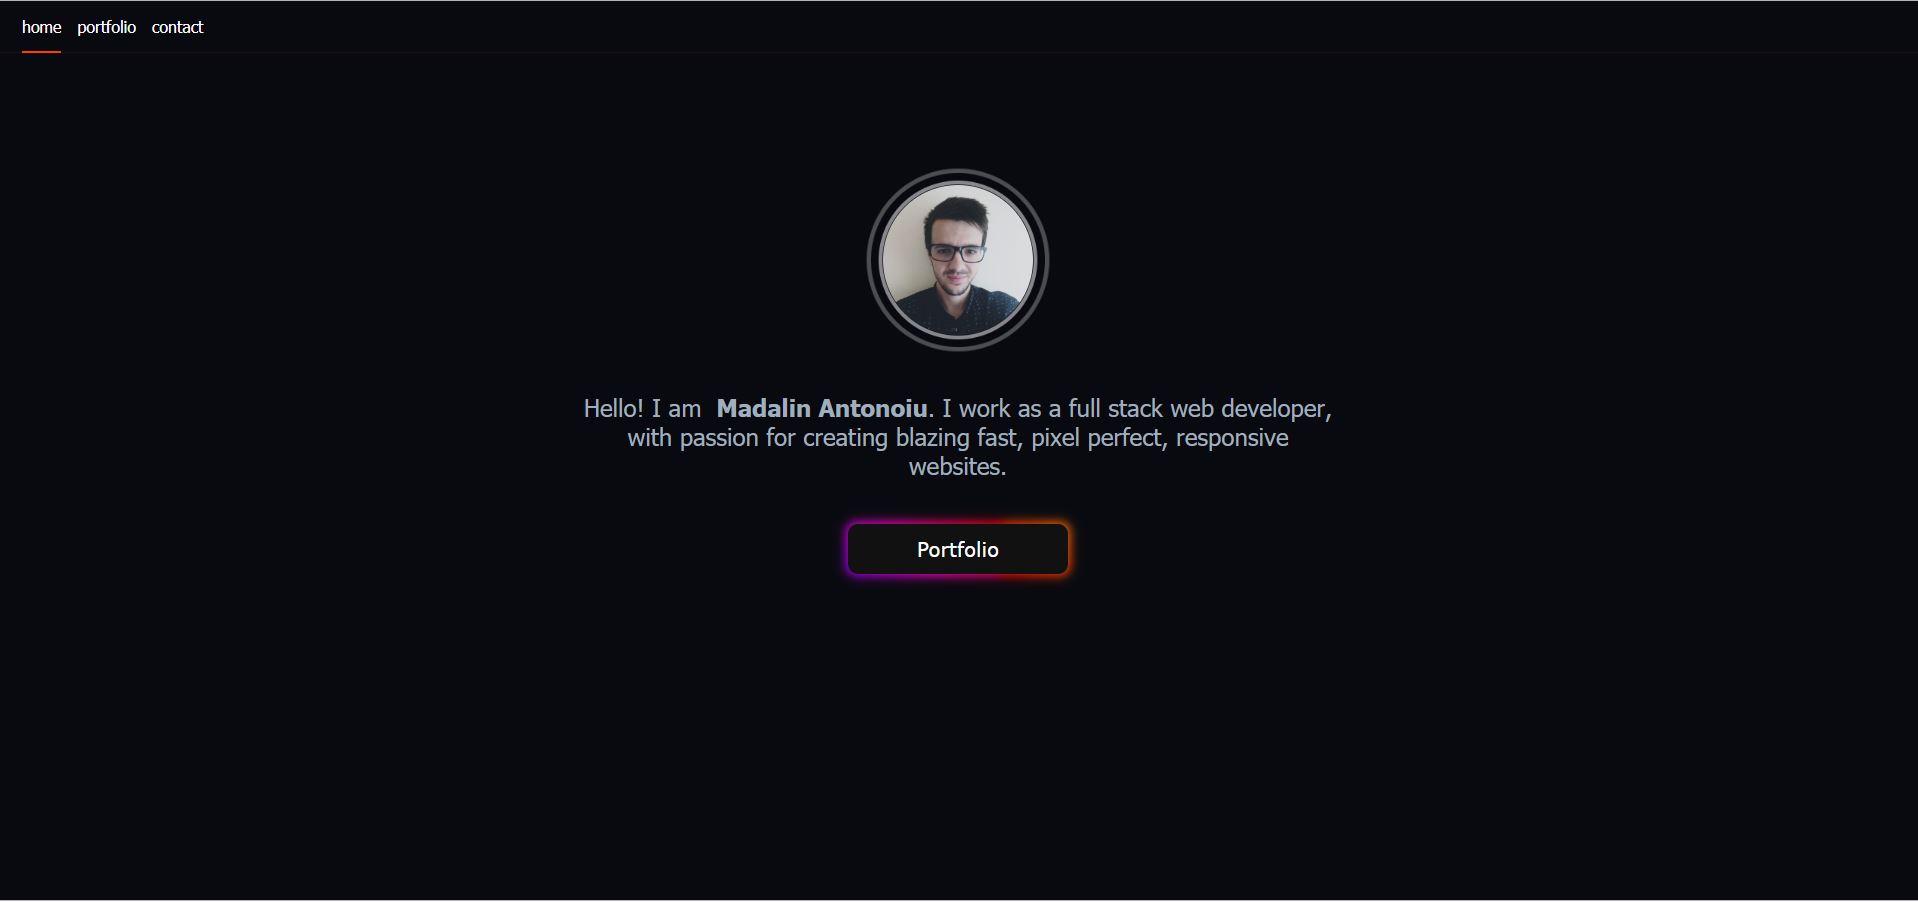 home portfolio contact
Hello! I am Madalin Antonoiu. I work as a full stack web developer,
with passion for creating blazing fast, pixel perfect, responsive
websites.
Portfolio